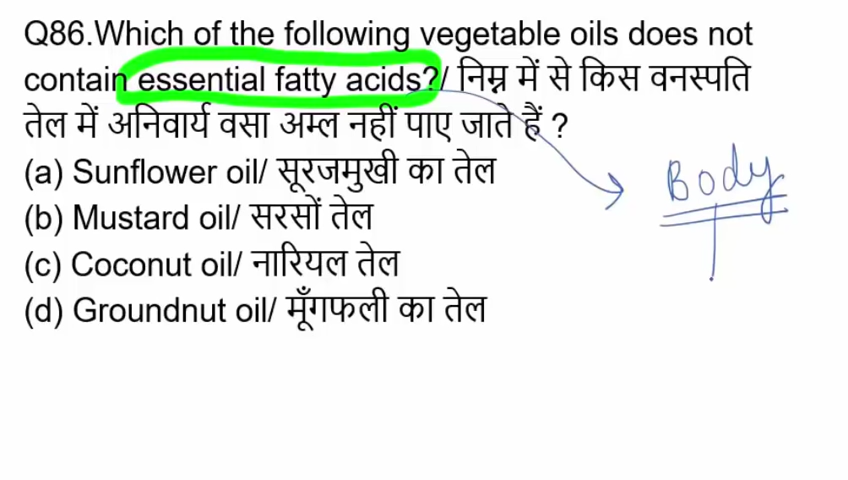 Q86.Which of the following vegetable oils does not
contain essential fatty acids?/ निम्न में से किस वनस्पति
तेल में अनिवार्य वसा अम्ल नहीं पाए जाते हैं ?
(a) Sunflower oil/ सूरजमुखी का तेल
Body
(b) Mustard oil/ सरसों तेल
(c) Coconut oil/ नारियल तेल
(d) Groundnut oil/ मूँगफली का तेल